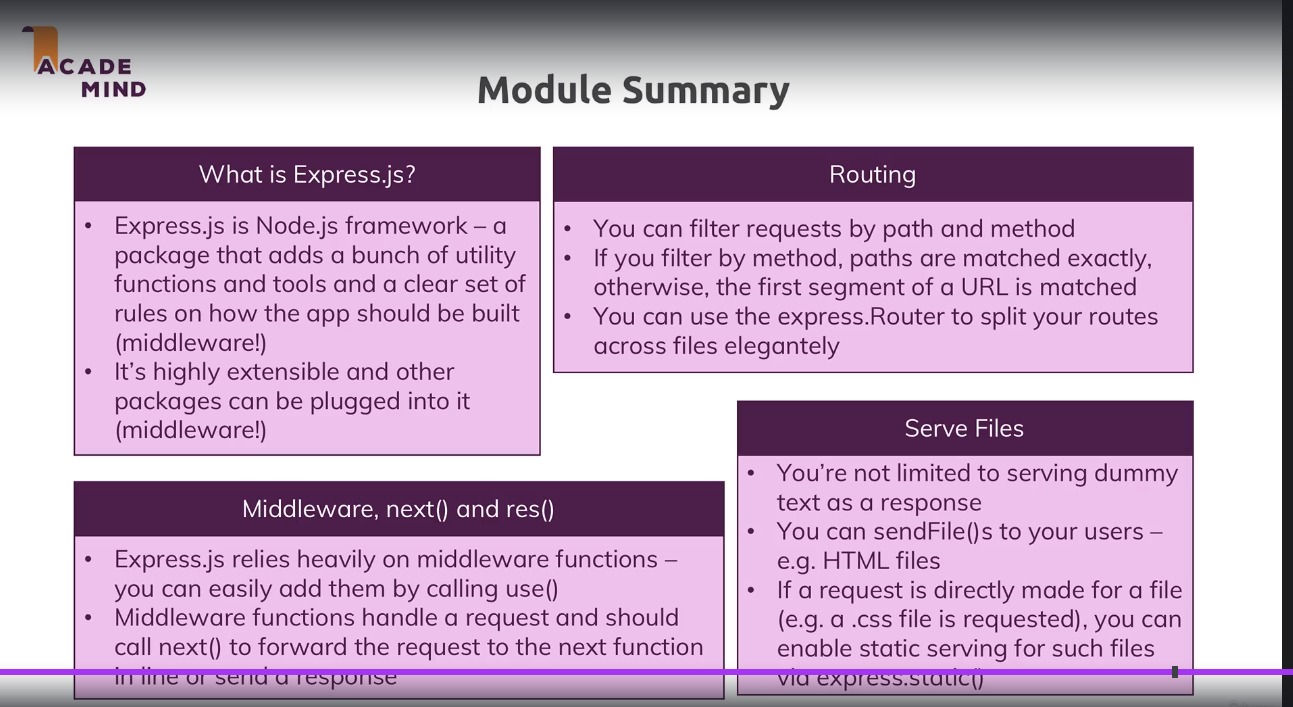 ACADE
MIND
Module Summary
What is Express.js?
• Express.js is Node.js framework – a
package that adds a bunch of utility
functions and tools and a clear set of
rules on how the app should be built
(middleware!)
• It’s highly extensible and other
packages can be plugged into it
(middleware!)
Routing
• You can filter requests by path and method
• If you filter by method, paths are matched exactly,
otherwise, the first segment of a URL is matched
• You can use the express.Router to split your routes
across files elegantely
Middleware, next() and res()
• Express.js relies heavily on middleware functions –
you can easily add them by calling use()
• Middleware functions handle a request and should
call next() to forward the request to the next function
in line or send a response
Serve Files
• You’re not limited to serving dummy
text as a response
• You can sendFile()s to your users –
e.g. HTML files
• If a request is directly made for a file
(e.g. a .css file is requested), you can
enable static serving for such files
via express.static()